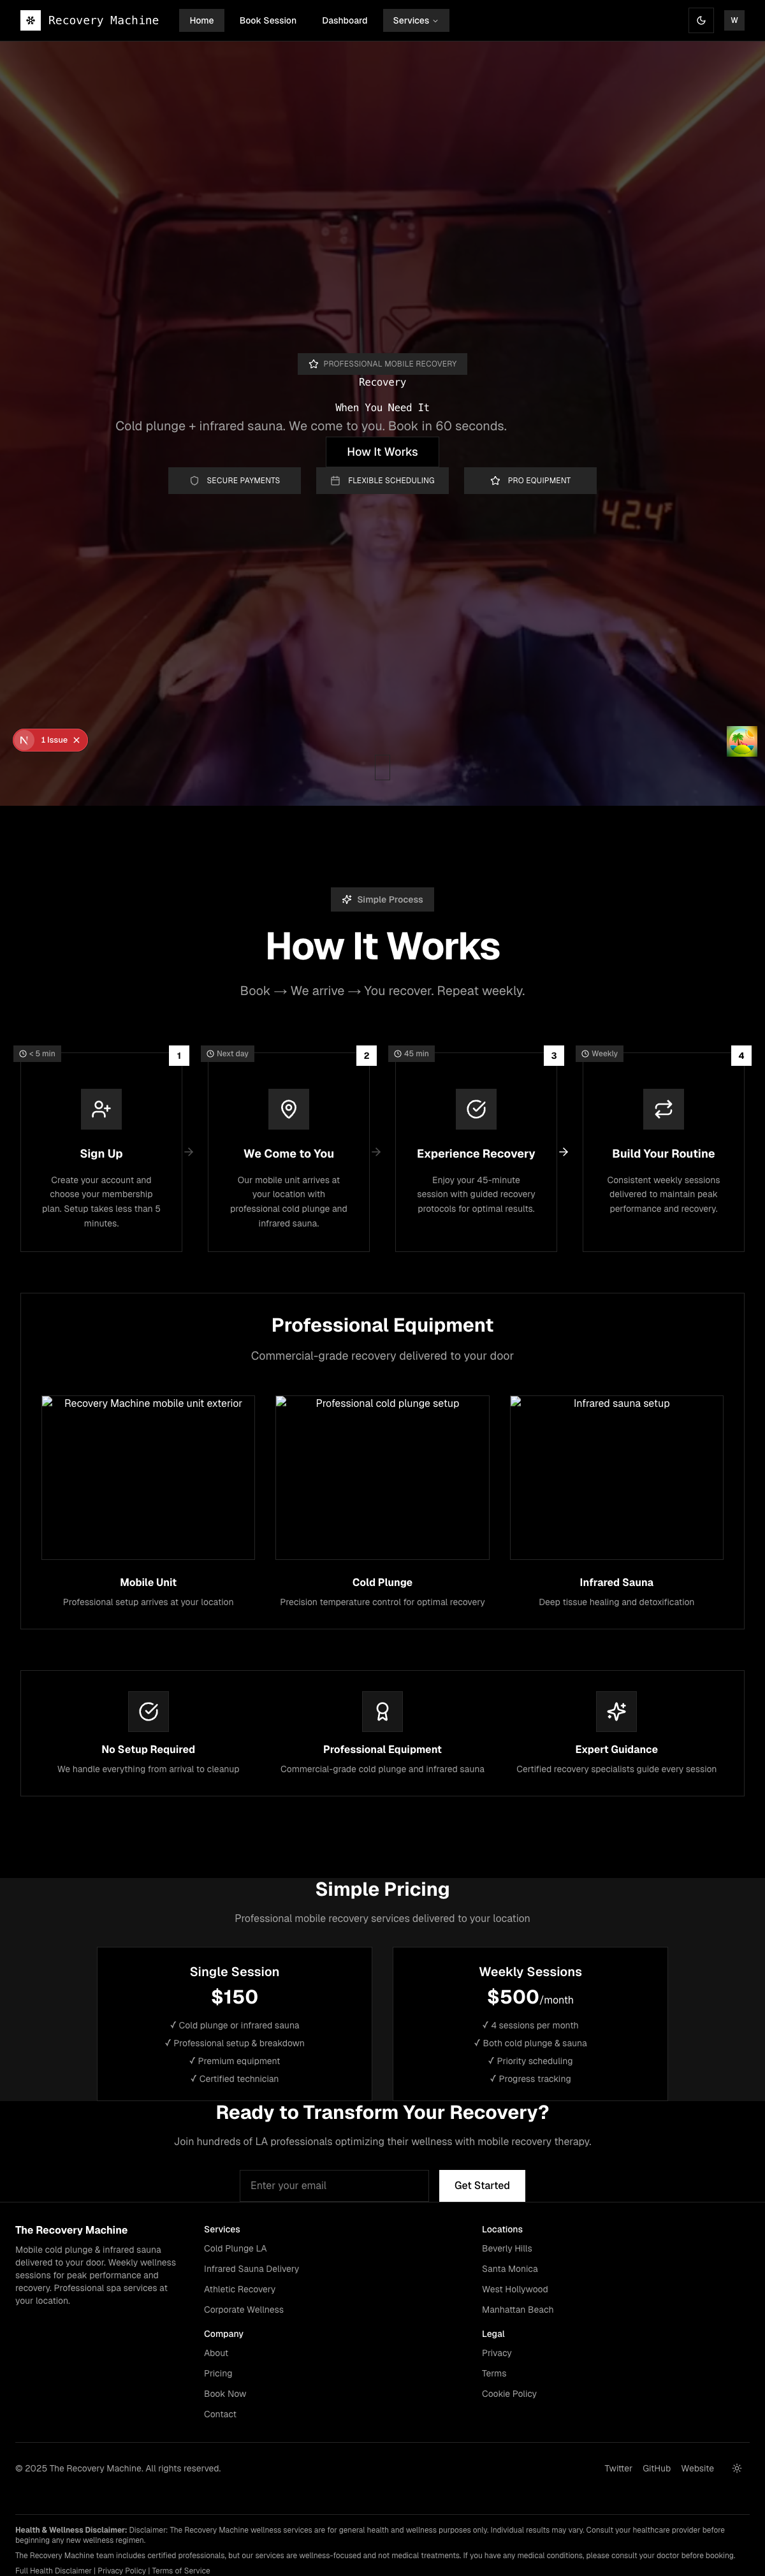 Recovery Machine
Home
Book Session
Dashboard
Services
W
PROFESSIONAL MOBILE RECOVERY
Recovery
When You Need It
Cold plunge + infrared sauna. We come to you. Book in 60 seconds.
How It Works
SECURE PAYMENTS
FLEXIBLE SCHEDULING
PRO EQUIPMENT
42.4°F
N 1 Issue
Simple Process
How It Works
Book → We arrive → You recover. Repeat weekly.
< 5 min
1
Sign Up
Create your account and
choose your membership
plan. Setup takes less than 5
minutes.
Next day
2
We Come to You
Our mobile unit arrives at
your location with
professional cold plunge and
infrared sauna.
45 min
3
Experience Recovery
Enjoy your 45-minute
session with guided recovery
protocols for optimal results.
Weekly
4
Build Your Routine
Consistent weekly sessions
delivered to maintain peak
performance and recovery.
Professional Equipment
Commercial-grade recovery delivered to your door
Recovery Machine mobile unit exterior
Professional cold plunge setup
Infrared sauna setup
Mobile Unit
Professional setup arrives at your location
Cold Plunge
Precision temperature control for optimal recovery
Infrared Sauna
Deep tissue healing and detoxification
No Setup Required
We handle everything from arrival to cleanup
Professional Equipment
Commercial-grade cold plunge and infrared sauna
Expert Guidance
Certified recovery specialists guide every session
Simple Pricing
Professional mobile recovery services delivered to your location
Single Session
$150
✓ Cold plunge or infrared sauna
✓ Professional setup & breakdown
✓ Premium equipment
✓ Certified technician
Weekly Sessions
$500/month
✓ 4 sessions per month
✓ Both cold plunge & sauna
✓ Priority scheduling
✓ Progress tracking
Ready to Transform Your Recovery?
Join hundreds of LA professionals optimizing their wellness with mobile recovery therapy.
Enter your email
Get Started
The Recovery Machine
Mobile cold plunge & infrared sauna
delivered to your door. Weekly wellness
sessions for peak performance and
recovery. Professional spa services at
your location.
Services
Cold Plunge LA
Infrared Sauna Delivery
Athletic Recovery
Corporate Wellness
Locations
Beverly Hills
Santa Monica
West Hollywood
Manhattan Beach
Company
About
Pricing
Book Now
Contact
Legal
Privacy
Terms
Cookie Policy
© 2025 The Recovery Machine. All rights reserved.
Twitter
GitHub
Website
Health & Wellness Disclaimer: Disclaimer: The Recovery Machine wellness services are for general health and wellness purposes only. Individual results may vary. Consult your healthcare provider before
beginning any new wellness regimen.
The Recovery Machine team includes certified professionals, but our services are wellness-focused and not medical treatments. If you have any medical conditions, please consult your doctor before booking.
Full Health Disclaimer | Privacy Policy | Terms of Service